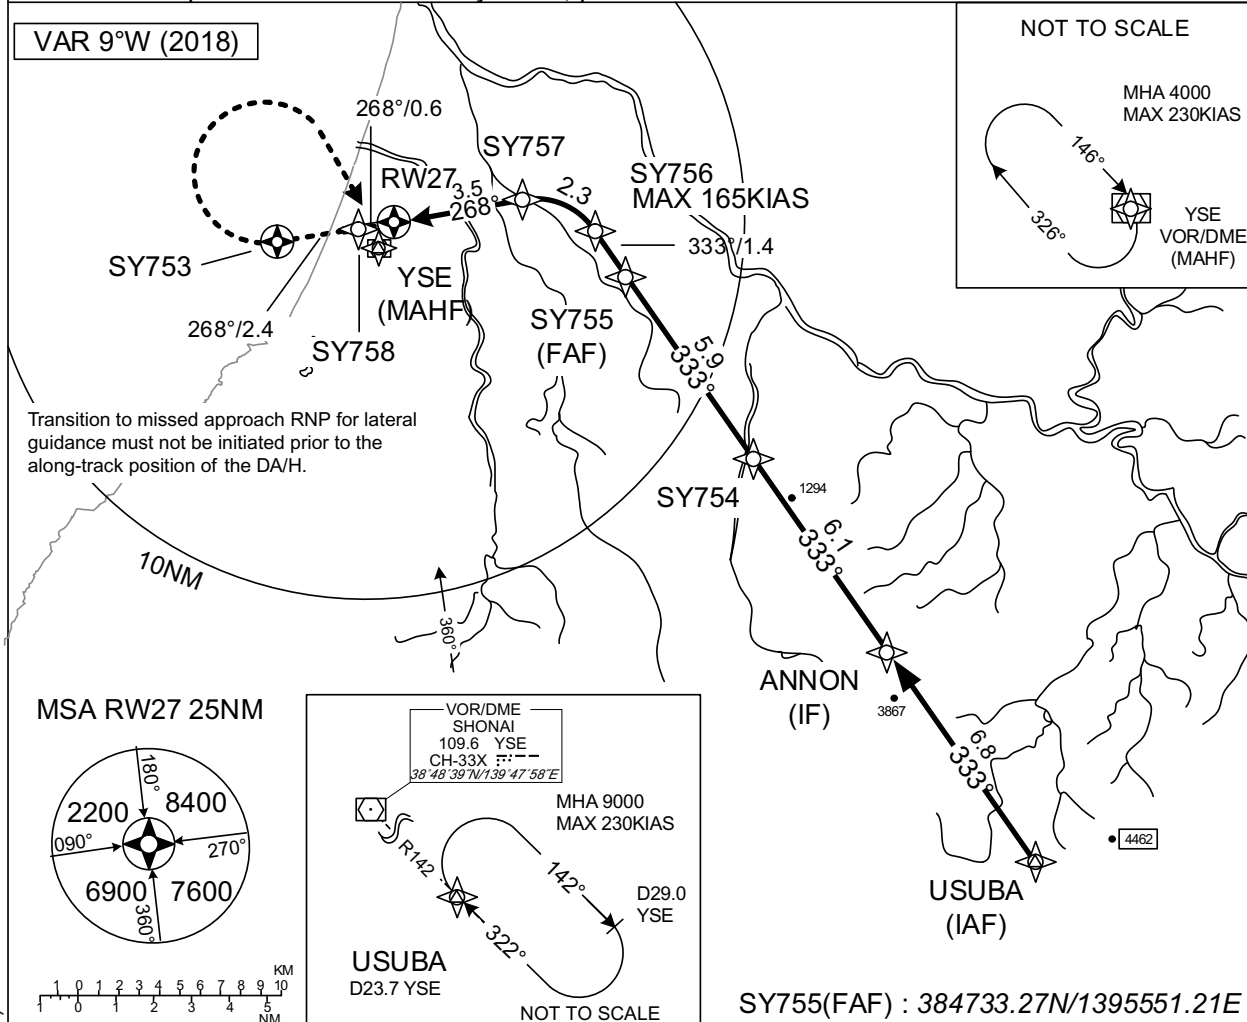 VAR 9°W (2018)
NOT TO SCALE
MHA 4000
MAX 230KIAS
146°
326°
YSE
VOR/DME
(MAHF)
268°/0.6
SY757
RW27
3.5
268°
2.3
SY756
MAX 165KIAS
333°/1.4
SY753
YSE
(MAHF)
SY755
(FAF)
268°/2.4
SY758
5.9
333°
Transition to missed approach RNP for lateral
guidance must not be initiated prior to the
along-track position of the DA/H.
SY754
1294
6.1
333°
10NM
360°
ANNON
(IF)
3867
6.8
333°
4462
USUBA
(IAF)
MSA RW27 25NM
180°
2200
8400
090°
270°
6900
7600
360°
VOR/DME
SHONAI
109.6 YSE
CH-33X
38°48´39"N/139°47´58"E
MHA 9000
MAX 230KIAS
R142
142°
D29.0
YSE
322°
USUBA
D23.7 YSE
NOT TO SCALE
KM
1 0 1 2 3 4 5 6 7 8 9 10
1 0 1 2 3 4 5
NM
SY755(FAF) : 384733.27N/1395551.21E